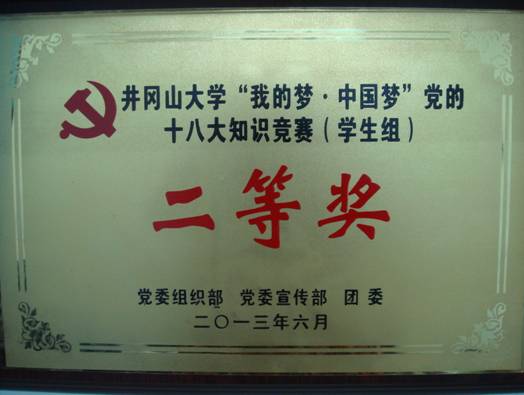 井冈山大学“我的梦·中国梦”党的
十八大知识竞赛(学生组)
二等奖
党委组织部 党委宣传部 团委
二〇一三年六月